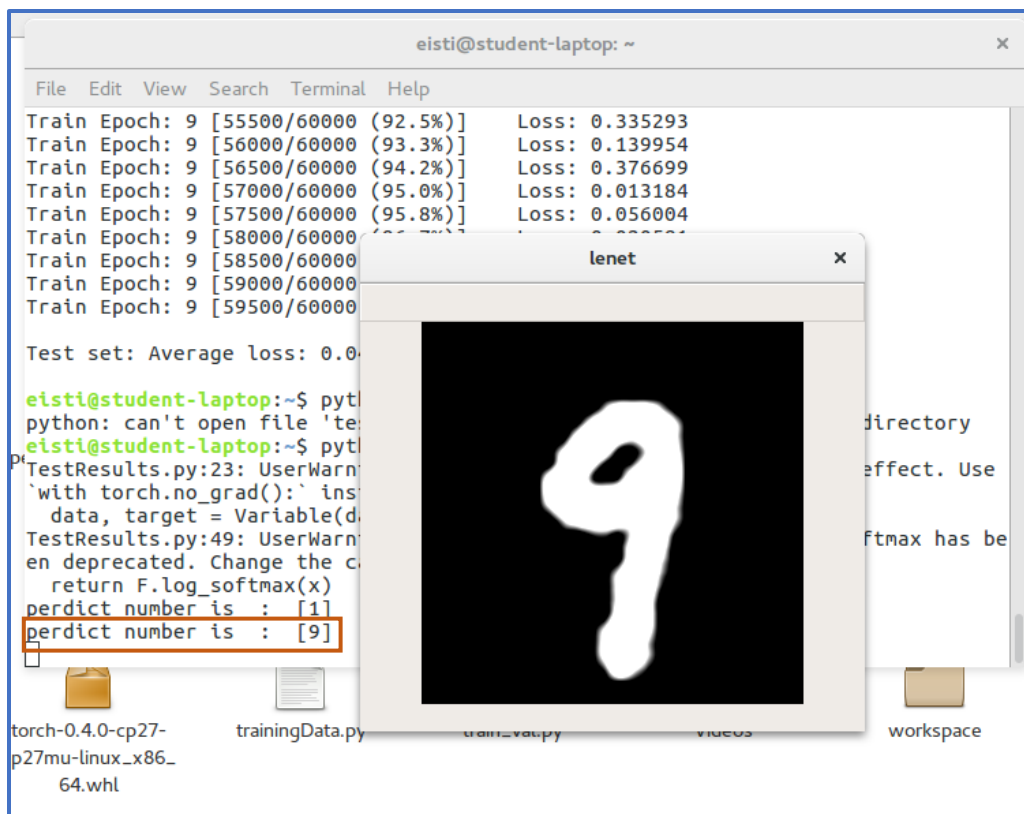 eisti@student-laptop: ~
File Edit View Search Terminal Help
Train Epoch: 9 [55500/60000 (92.5%)] Loss: 0.335293
Train Epoch: 9 [56000/60000 (93.3%)] Loss: 0.139954
Train Epoch: 9 [56500/60000 (94.2%)] Loss: 0.376699
Train Epoch: 9 [57000/60000 (95.0%)] Loss: 0.013184
Train Epoch: 9 [57500/60000 (95.8%)] Loss: 0.056004
Train Epoch: 9 [58000/60000
Train Epoch: 9 [58500/60000
Train Epoch: 9 [59000/60000
Train Epoch: 9 [59500/60000
lenet
9
Test set: Average loss: 0.0
eisti@student-laptop:~$ pyt
python: can't open file 'te directory
eisti@student-laptop:~$ pyt
TestResults.py:23: UserWarn effect. Use
`with torch.no_grad():` ins
data, target = Variable(d
TestResults.py:49: UserWarn ftmax has be
en deprecated. Change the c
return F.log_softmax(x)
perdict number is : [1]
perdict number is : [9]
torch-0.4.0-cp27-
p27mu-linux_x86_
64.whl
trainingData.py
train_val.py
Videos
workspace